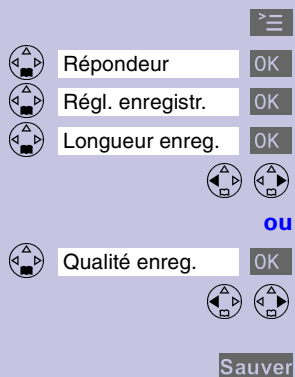 Répondeur OK
Régl. enregistr. OK
Longueur enreg. OK
ou
Qualité enreg. OK
Sauver